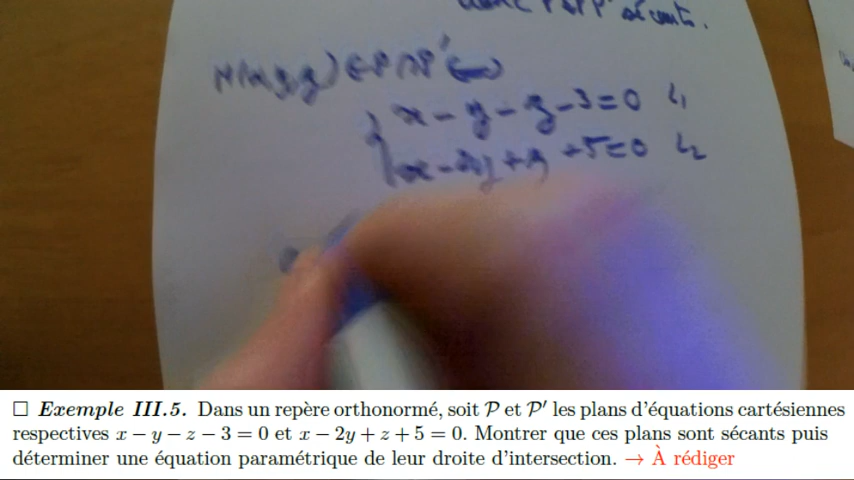 donc P & P' sécants.
M(x,y,z) ∈ P ∩ P' ⟺
{ x - y - z - 3 = 0 L₁
x - 2y + z + 5 = 0 L₂
□ Exemple III.5. Dans un repère orthonormé, soit 𝒫 et 𝒫′ les plans d'équations cartésiennes
respectives x − y − z − 3 = 0 et x − 2y + z + 5 = 0. Montrer que ces plans sont sécants puis
déterminer une équation paramétrique de leur droite d'intersection. → À rédiger